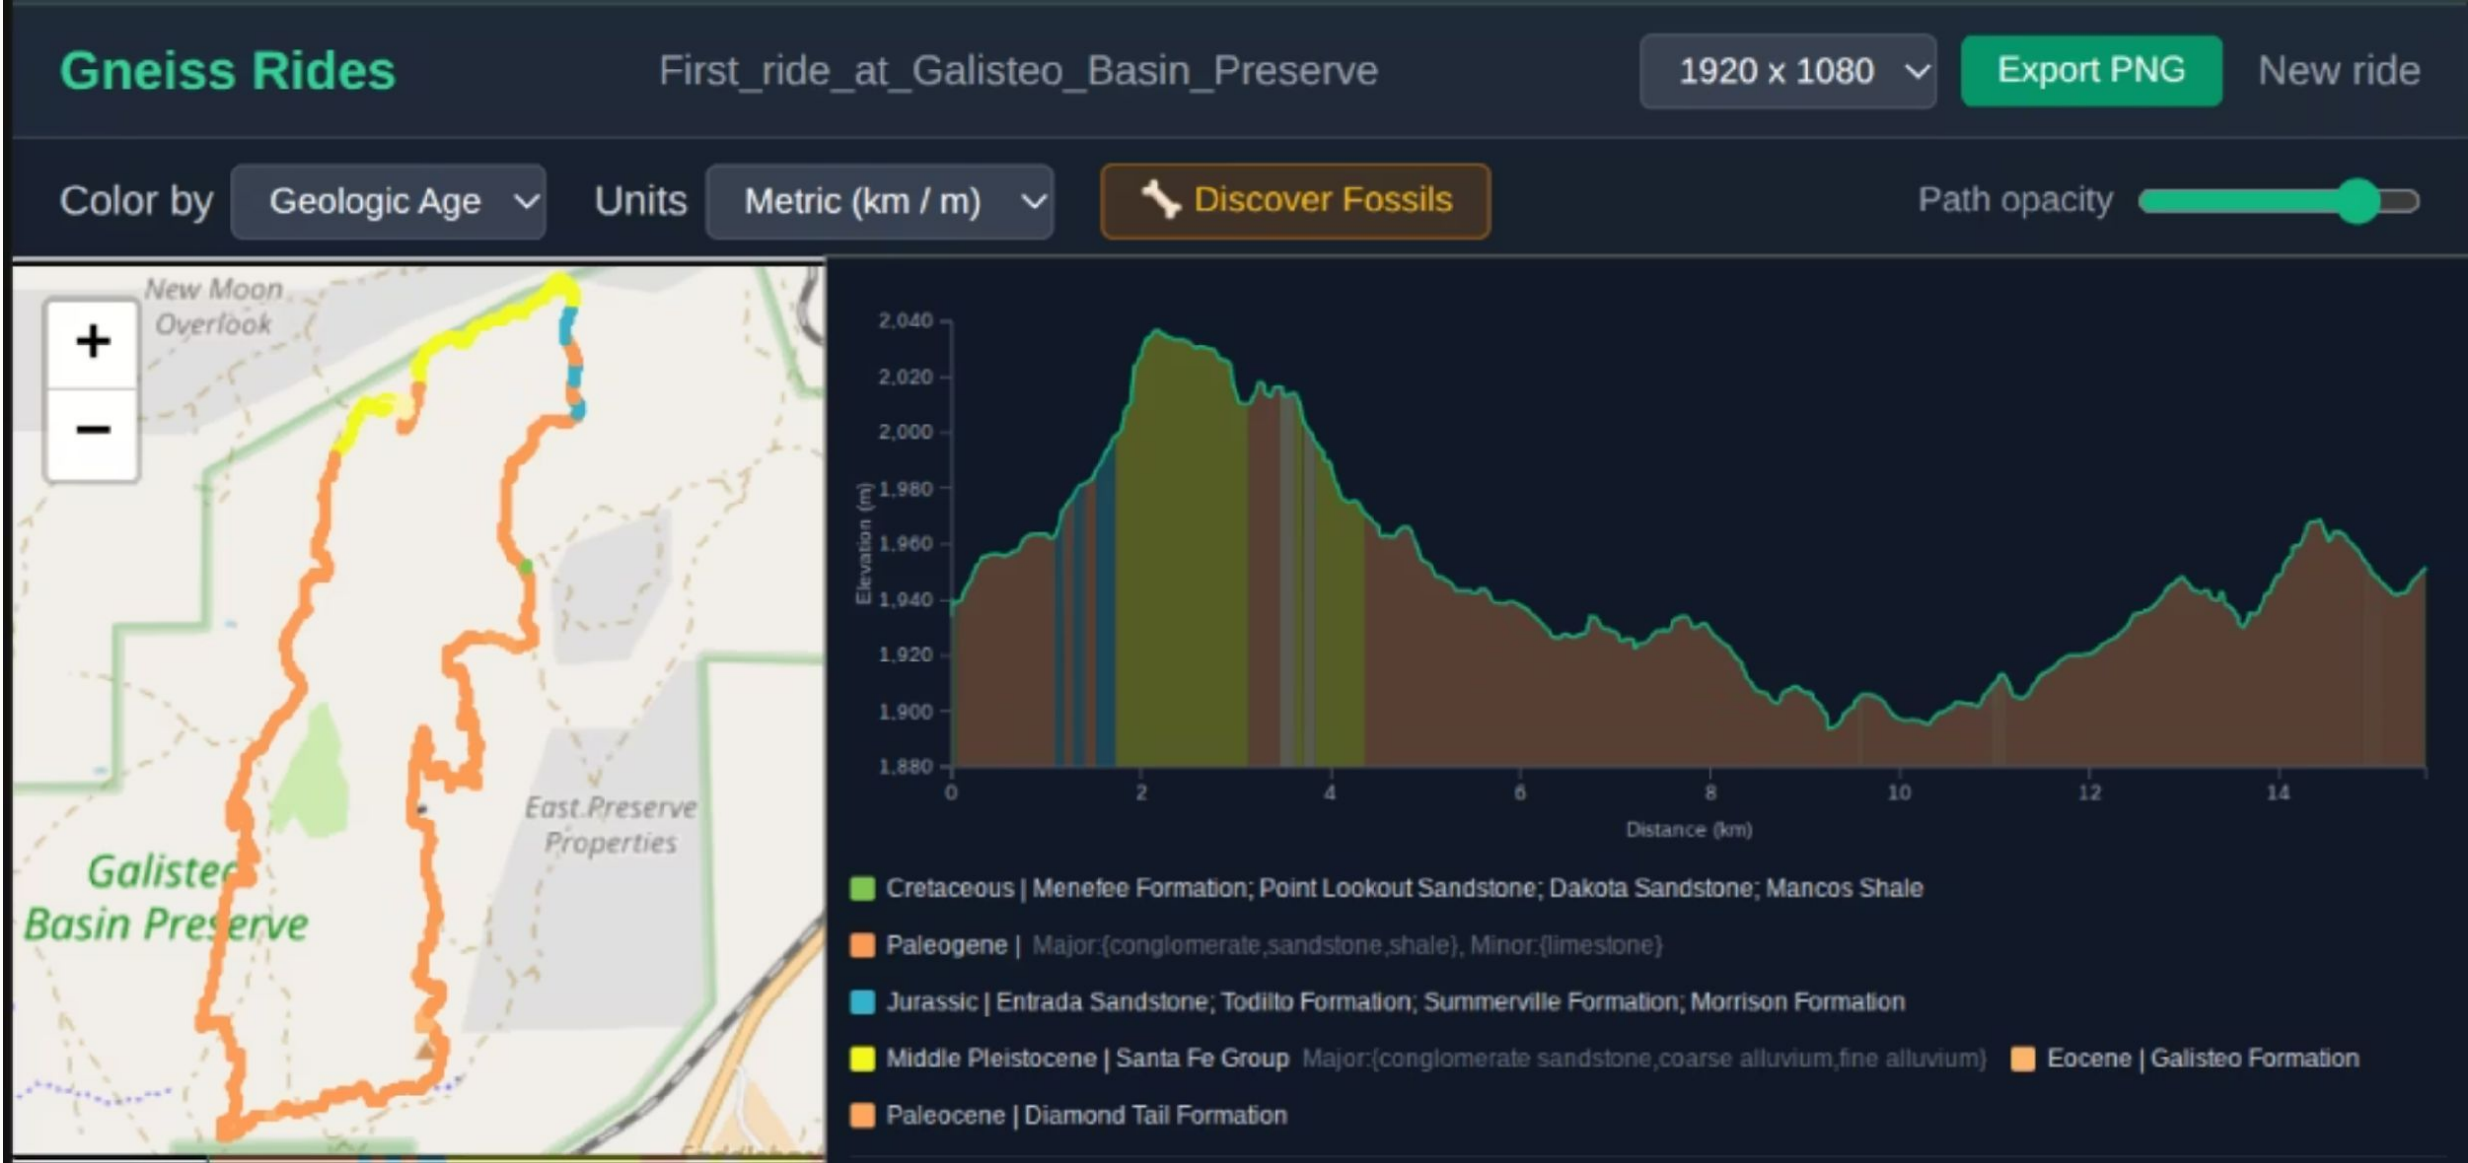 Gneiss Rides First_ride_at_Galisteo_Basin_Preserve 1920 x 1080 Export PNG New ride
Color by Geologic Age Units Metric (km / m) Discover Fossils Path opacity
New Moon
Overlook
+
−
East Preserve
Properties
Galisteo
Basin Preserve
2,040
2,020
2,000
1,980
1,960
1,940
1,920
1,900
1,880
Elevation (m)
0 2 4 6 8 10 12 14
Distance (km)
Cretaceous | Menefee Formation; Point Lookout Sandstone; Dakota Sandstone; Mancos Shale
Paleogene | Major:{conglomerate,sandstone,shale}, Minor:{limestone}
Jurassic | Entrada Sandstone; Todilto Formation; Summerville Formation; Morrison Formation
Middle Pleistocene | Santa Fe Group Major:{conglomerate sandstone,coarse alluvium,fine alluvium} Eocene | Galisteo Formation
Paleocene | Diamond Tail Formation